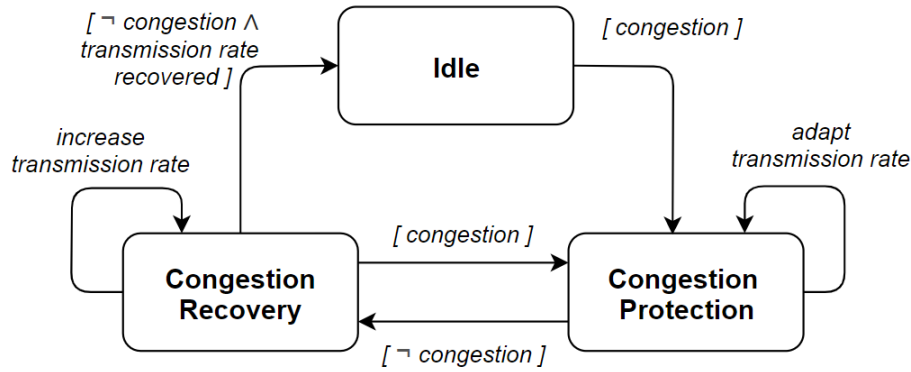 [ ¬ congestion ∧
transmission rate
recovered ]
Idle
[ congestion ]
increase
transmission rate
adapt
transmission rate
[ congestion ]
Congestion
Recovery
Congestion
Protection
[ ¬ congestion ]